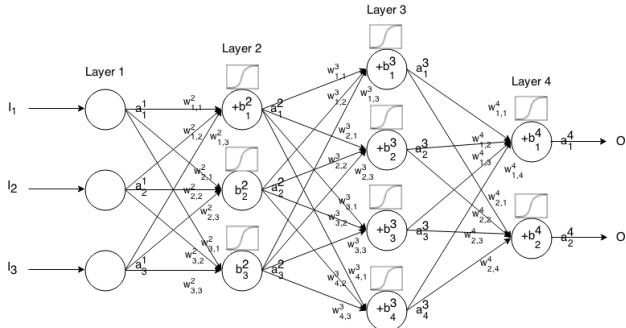 Layer 1
Layer 2
Layer 3
Layer 4
I₁
I₂
I₃
a¹₁
a¹₂
a¹₃
w²₁,₁
w²₁,₂
w²₁,₃
w²₂,₁
w²₂,₂
w²₂,₃
w²₃,₁
w²₃,₂
w²₃,₃
+b²₁
b²₂
b²₃
a²₁
a²₂
a²₃
w³₁,₁
w³₁,₂
w³₁,₃
w³₂,₁
w³₂,₂
w³₂,₃
w³₃,₁
w³₃,₂
w³₃,₃
w³₄,₁
w³₄,₂
w³₄,₃
+b³₁
+b³₂
+b³₃
+b³₄
a³₁
a³₂
a³₃
a³₄
w⁴₁,₁
w⁴₁,₂
w⁴₁,₃
w⁴₁,₄
w⁴₂,₁
w⁴₂,₂
w⁴₂,₃
w⁴₂,₄
+b⁴₁
+b⁴₂
a⁴₁
a⁴₂
O
O